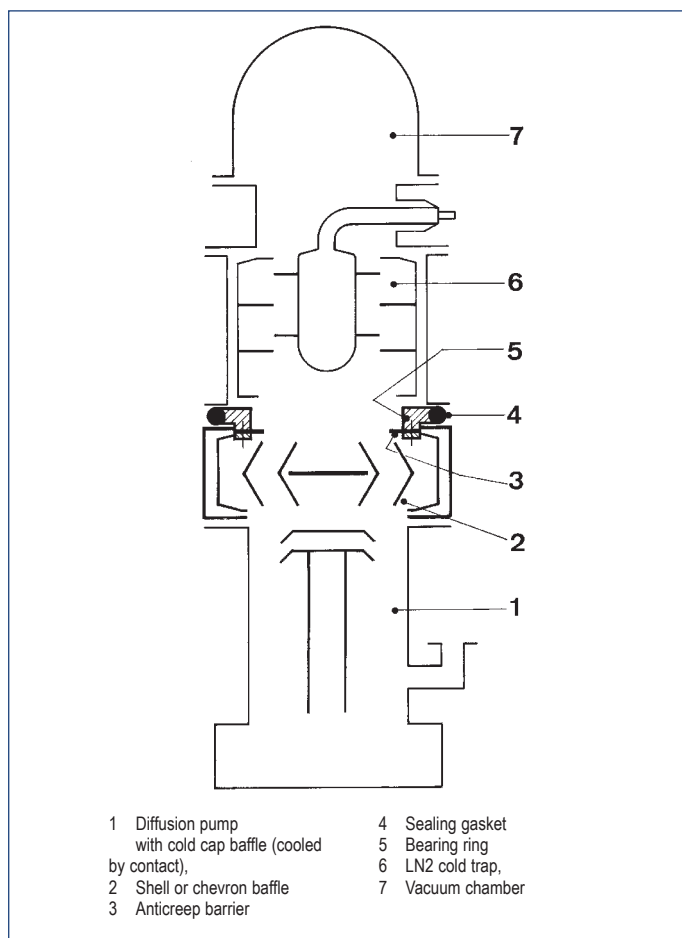 7
6
5
4
3
2
1
1 Diffusion pump
with cold cap baffle (cooled
by contact),
2 Shell or chevron baffle
3 Anticreep barrier
4 Sealing gasket
5 Bearing ring
6 LN2 cold trap,
7 Vacuum chamber